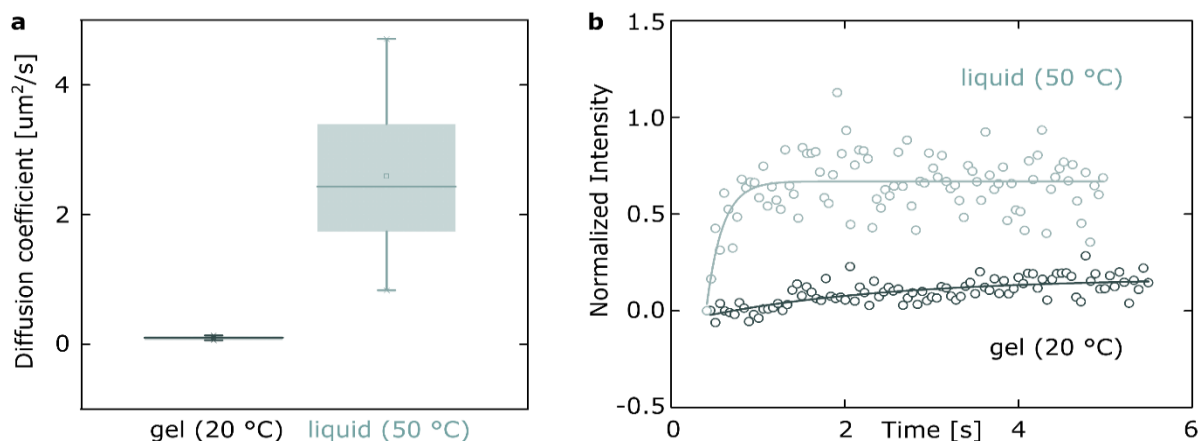 a
Diffusion coefficient [um²/s]
4
2
0
gel (20 °C)
liquid (50 °C)
b
Normalized Intensity
1.5
1.0
0.5
0.0
-0.5
liquid (50 °C)
gel (20 °C)
0
2
Time [s]
4
6